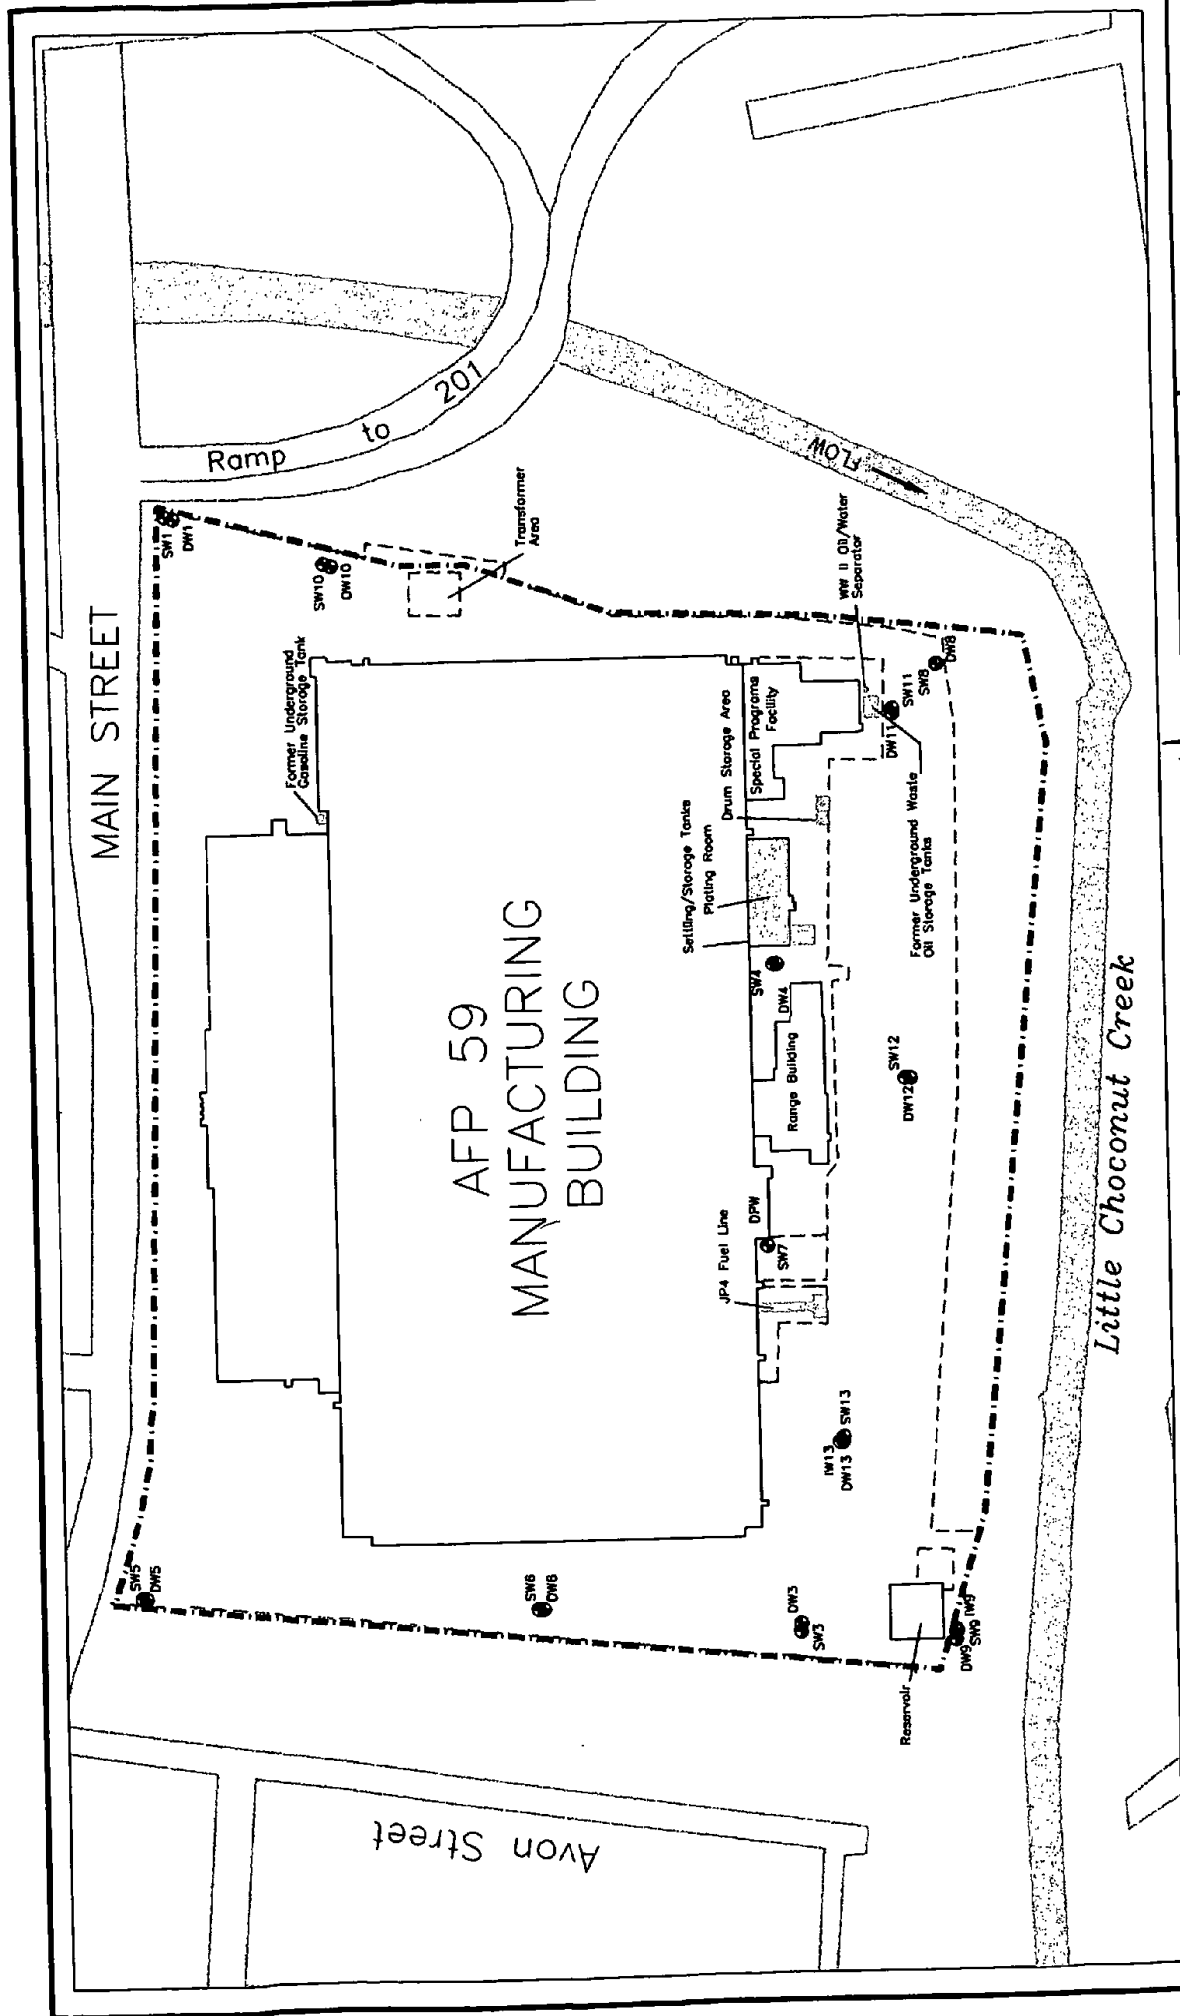 MAIN STREET
Ramp
to
201
SW1
DW1
SW10
DW10
Transformer
Area
Former Underground
Gasoline Storage Tank
WW II Oil/Water
Separator
FLOW
SW8
DW8
SW11
DW11
Special Programs
Facility
Drum Storage Area
Settling/Storage Tanks
Plating Room
Former Underground Waste
Oil Storage Tanks
AFP 59
MANUFACTURING
BUILDING
SW4
DW4
Range Building
SW12
DW12
DPW
SW7
JP4 Fuel Line
IW13
DW13
SW13
SW5
DW5
SW6
DW6
DW3
SW3
Reservoir
IW9
SW9
DW9
Little Choconut Creek
Avon Street